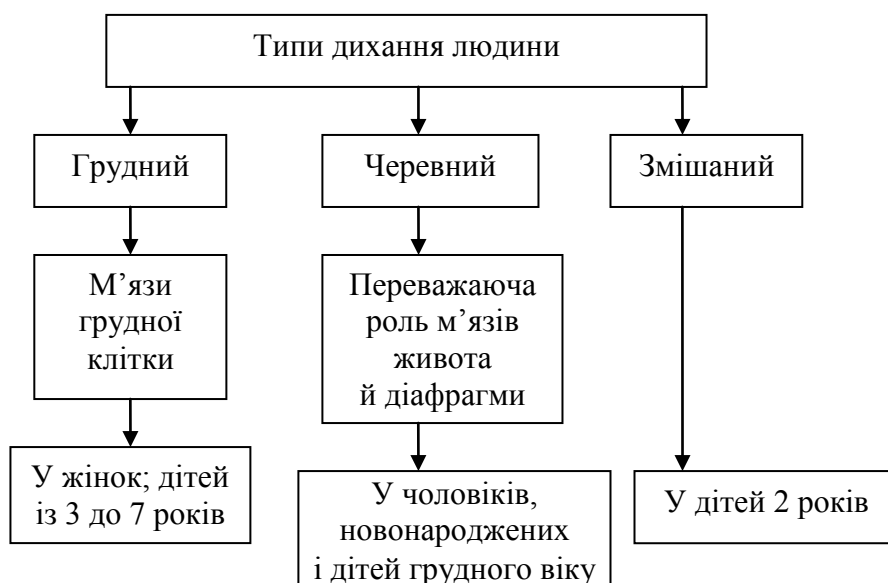 Типи дихання людини
Грудний
Черевний
Змішаний
М’язи
грудної
клітки
Переважаюча
роль м’язів
живота
й діафрагми
У жінок; дітей
із 3 до 7 років
У чоловіків,
новонароджених
і дітей грудного віку
У дітей 2 років